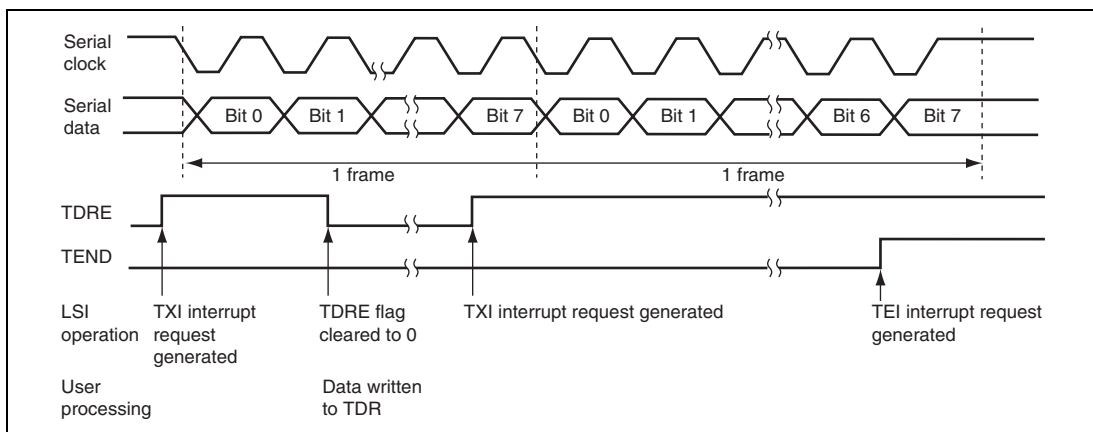 Serial
clock
Serial
data
Bit 0 Bit 1 Bit 7 Bit 0 Bit 1 Bit 6 Bit 7
1 frame 1 frame
TDRE
TEND
LSI
operation
TXI interrupt
request
generated
TDRE flag
cleared to 0
TXI interrupt request generated
TEI interrupt request
generated
User
processing
Data written
to TDR